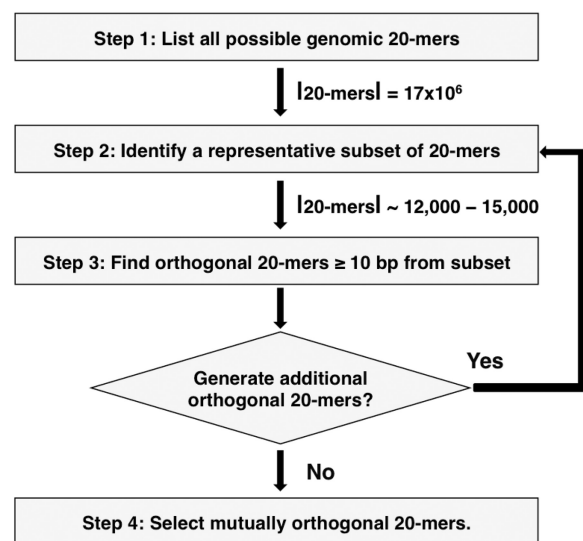 Step 1: List all possible genomic 20-mers
|20-mers| = 17x10⁶
Step 2: Identify a representative subset of 20-mers
|20-mers| ~ 12,000 – 15,000
Step 3: Find orthogonal 20-mers ≥ 10 bp from subset
Yes
Generate additional
orthogonal 20-mers?
No
Step 4: Select mutually orthogonal 20-mers.